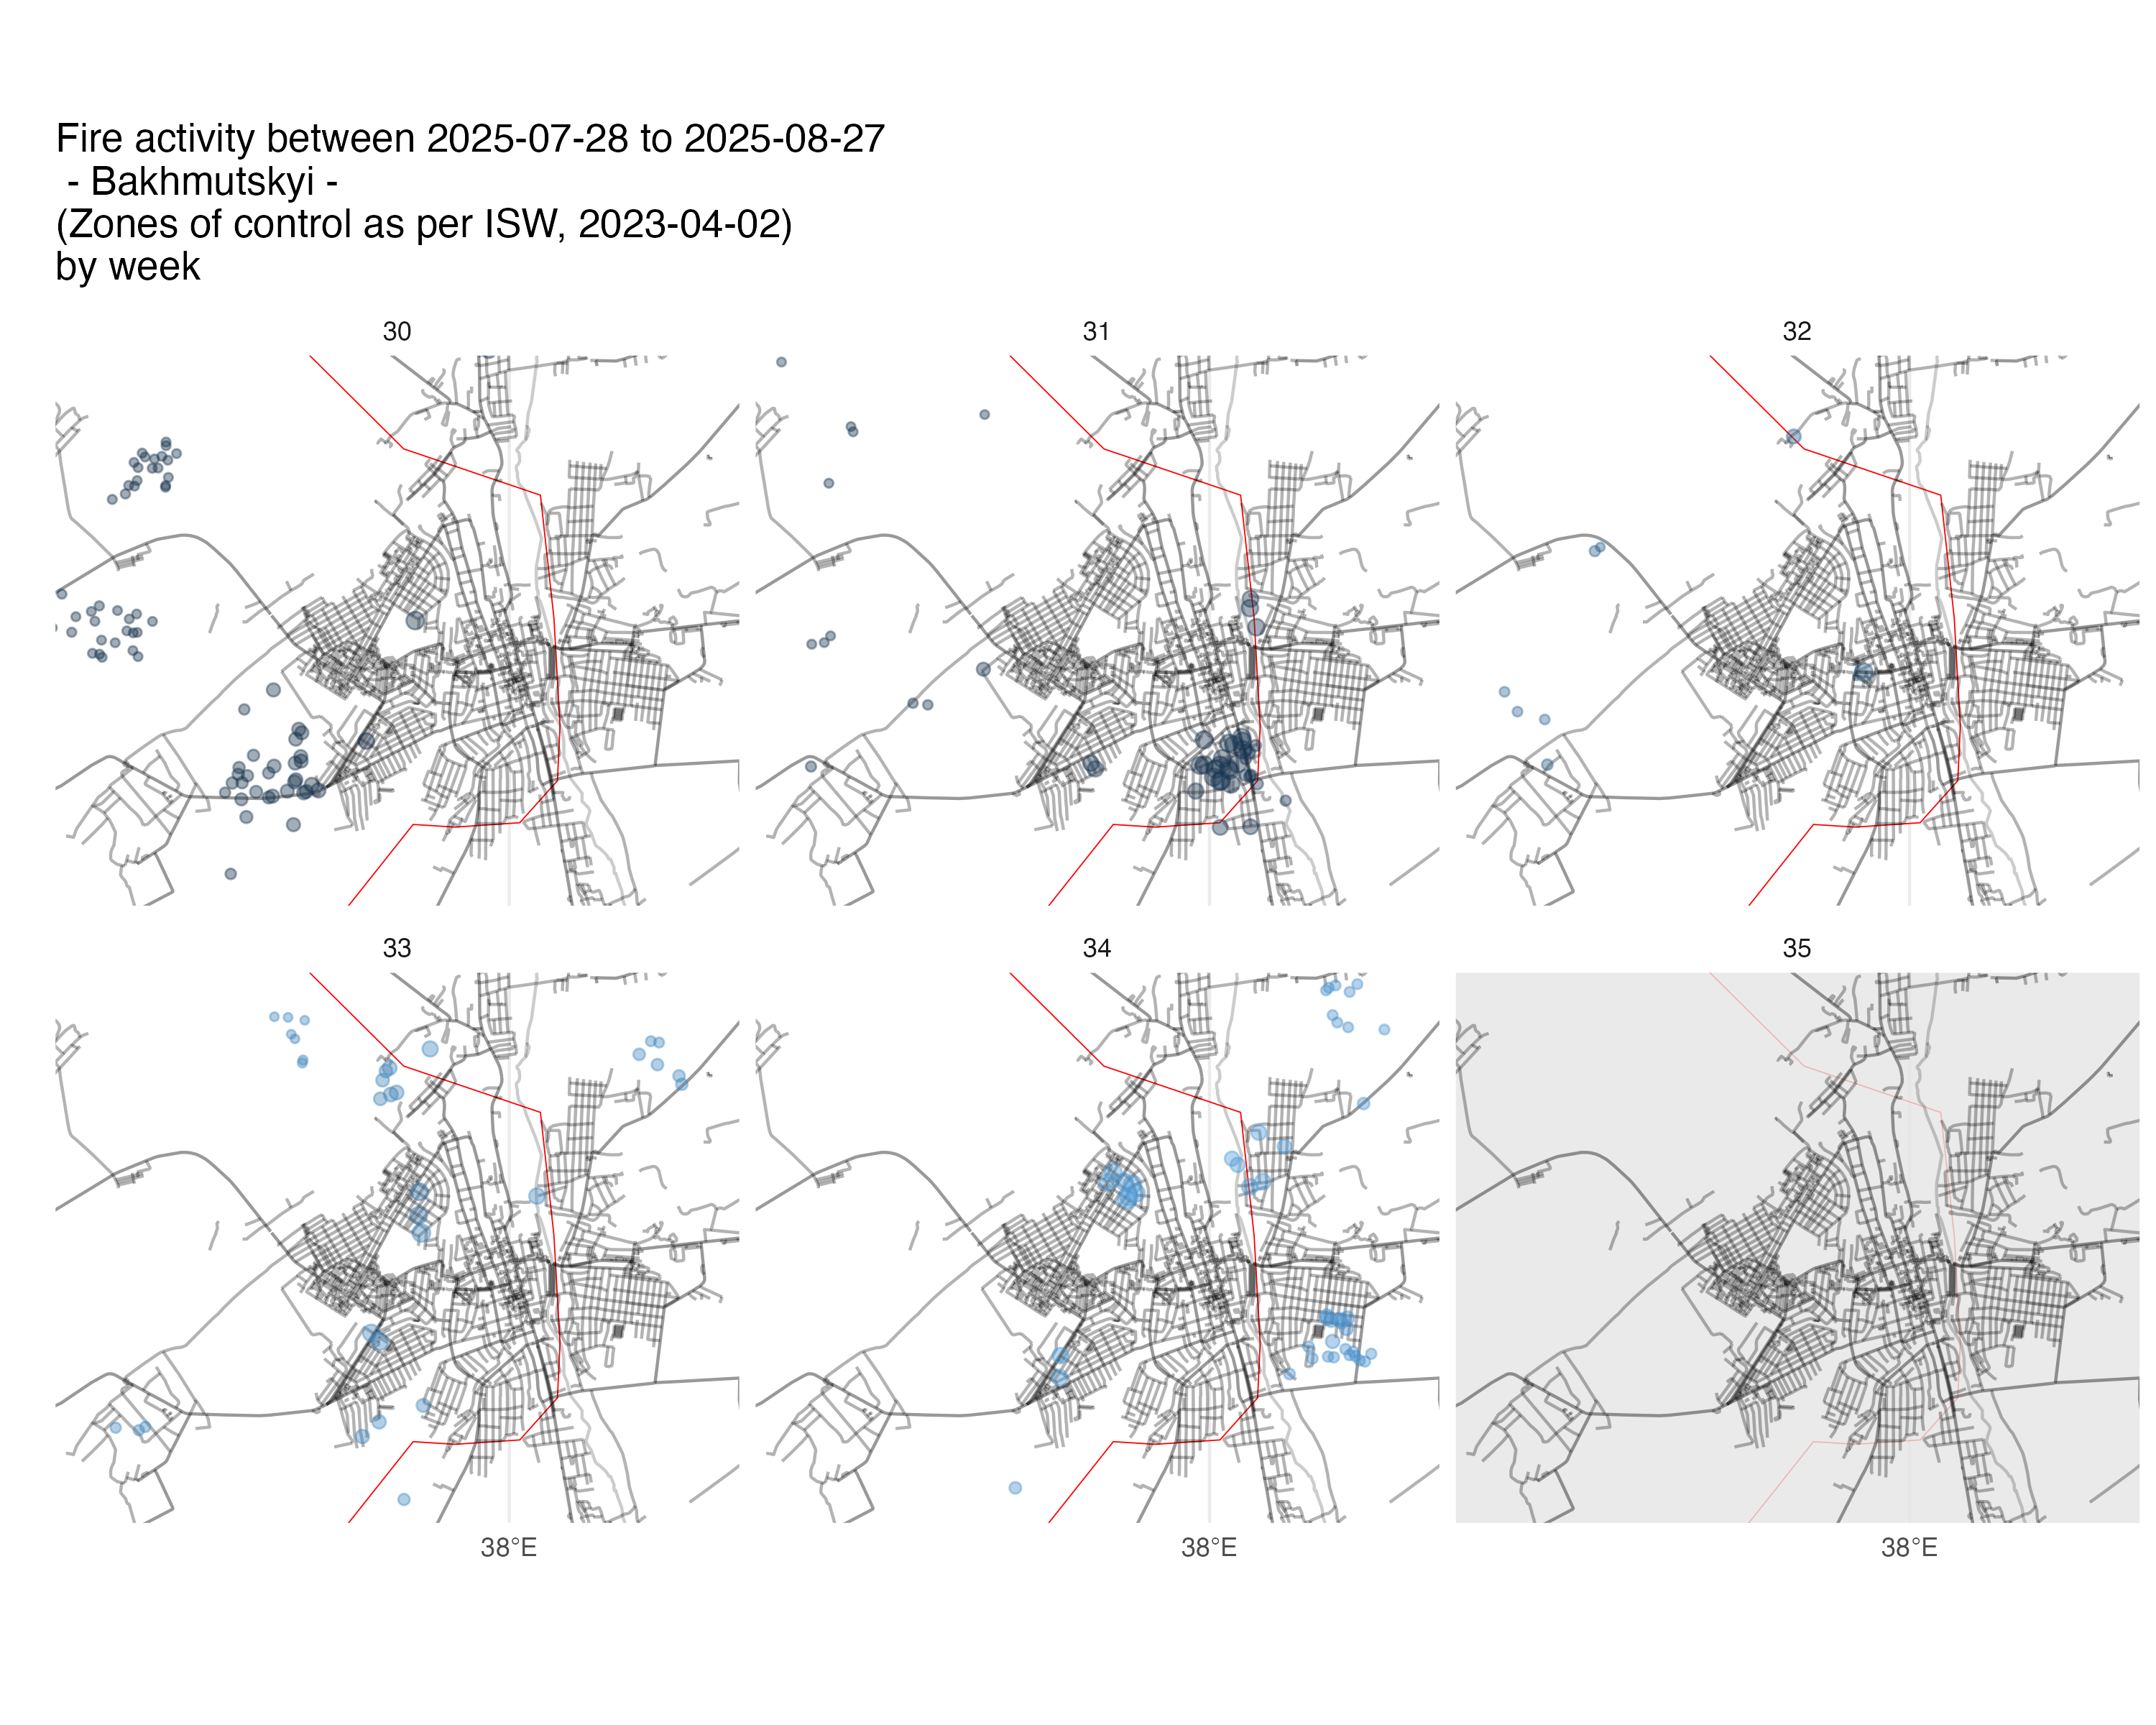 Fire activity between 2025-07-28 to 2025-08-27
- Bakhmutskyi -
(Zones of control as per ISW, 2023-04-02)
by week
30
31
32
33
34
35
38°E
38°E
38°E